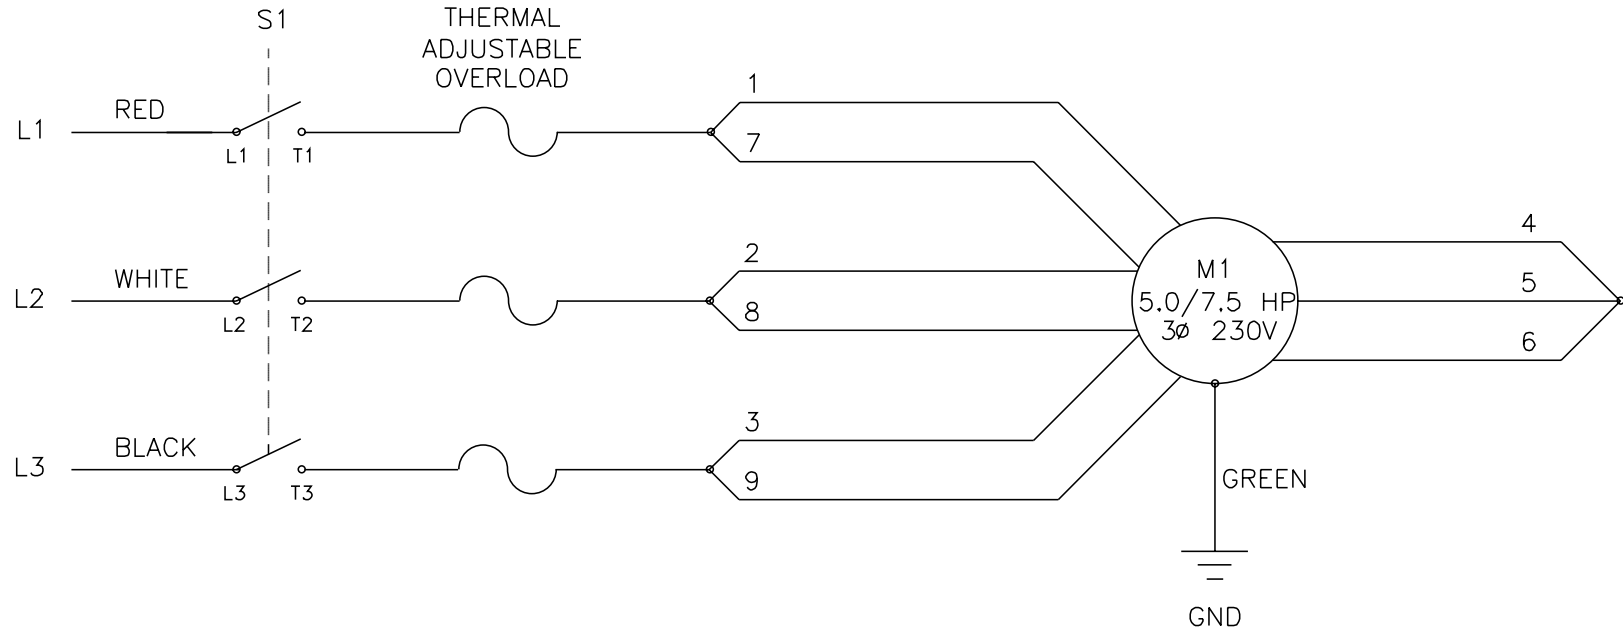 S1
THERMAL
ADJUSTABLE
OVERLOAD
L1
RED
L1
T1
1
7
L2
WHITE
L2
T2
2
8
M1
5.0/7.5 HP
3ø 230V
4
5
6
L3
BLACK
L3
T3
3
9
GREEN
GND